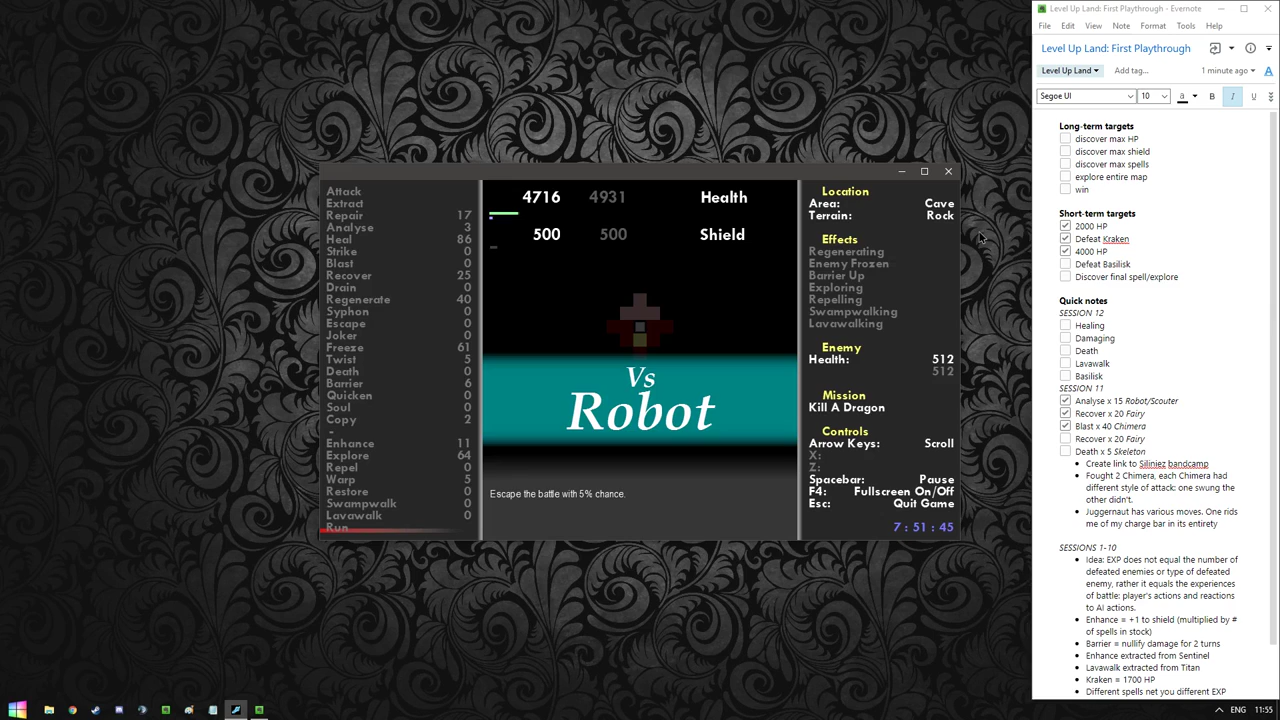 Level Up Land: First Playthrough - Evernote
File Edit View Note Format Tools Help
Level Up Land: First Playthrough
Level Up Land Add tag... 1 minute ago
Segoe UI 10 a B I U
Long-term targets
discover max HP
discover max shield
discover max spells
explore entire map
win
Short-term targets
2000 HP
Defeat Kraken
4000 HP
Defeat Basilisk
Discover final spell/explore
Quick notes
SESSION 12
Healing
Damaging
Death
Lavawalk
Basilisk
SESSION 11
Analyse x 15 Robot/Scouter
Recover x 20 Fairy
Blast x 40 Chimera
Recover x 20 Fairy
Death x 5 Skeleton
Create link to Siliniez bandcamp
Fought 2 Chimera, each Chimera had
different style of attack: one swung the
other didn't.
Juggernaut has various moves. One rids
me of my charge bar in its entirety
SESSIONS 1-10
Idea: EXP does not equal the number of
defeated enemies or type of defeated
enemy, rather it equals the experiences
of battle: player's actions and reactions
to AI actions.
Enhance = +1 to shield (multiplied by #
of spells in stock)
Barrier = nullify damage for 2 turns
Enhance extracted from Sentinel
Lavawalk extracted from Titan
Kraken = 1700 HP
Different spells net you different EXP
Attack
Extract
Repair 17
Analyse 3
Heal 86
Strike 0
Blast 0
Recover 25
Drain 0
Regenerate 40
Syphon 0
Escape 0
Joker 0
Freeze 61
Twist 5
Death 0
Barrier 6
Quicken 0
Soul 0
Copy 2
-
Enhance 11
Explore 64
Repel 0
Warp 5
Restore 0
Swampwalk 0
Lavawalk 0
Run
4716 4931 Health
500 500 Shield
Vs
Robot
Escape the battle with 5% chance.
Location
Area: Cave
Terrain: Rock
Effects
Regenerating
Enemy Frozen
Barrier Up
Exploring
Repelling
Swampwalking
Lavawalking
Enemy
Health: 512
512
Mission
Kill A Dragon
Controls
Arrow Keys: Scroll
X:
Z:
Spacebar: Pause
F4: Fullscreen On/Off
Esc: Quit Game
7 : 51 : 45
ENG 11:55